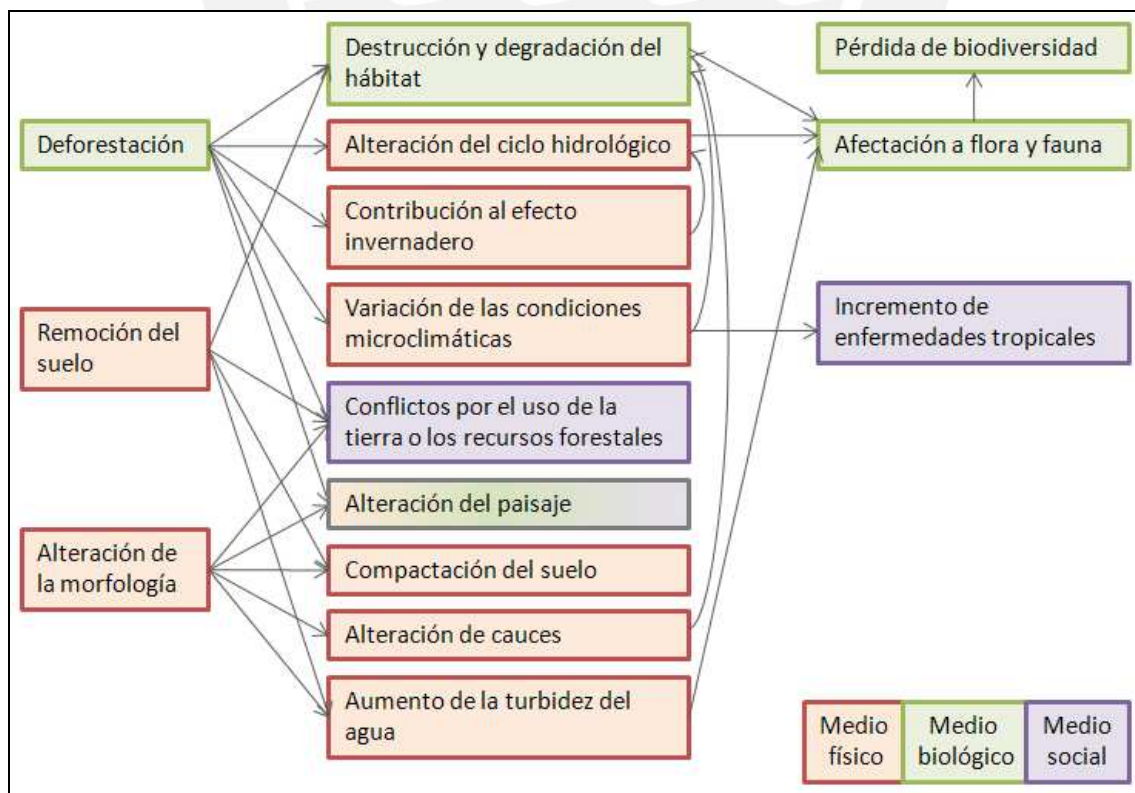 Deforestación
Remoción del
suelo
Alteración de
la morfología
Destrucción y degradación del
hábitat
Alteración del ciclo hidrológico
Contribución al efecto
invernadero
Variación de las condiciones
microclimáticas
Conflictos por el uso de la
tierra o los recursos forestales
Alteración del paisaje
Compactación del suelo
Alteración de cauces
Aumento de la turbidez del
agua
Pérdida de biodiversidad
Afectación a flora y fauna
Incremento de
enfermedades tropicales
Medio
físico
Medio
biológico
Medio
social